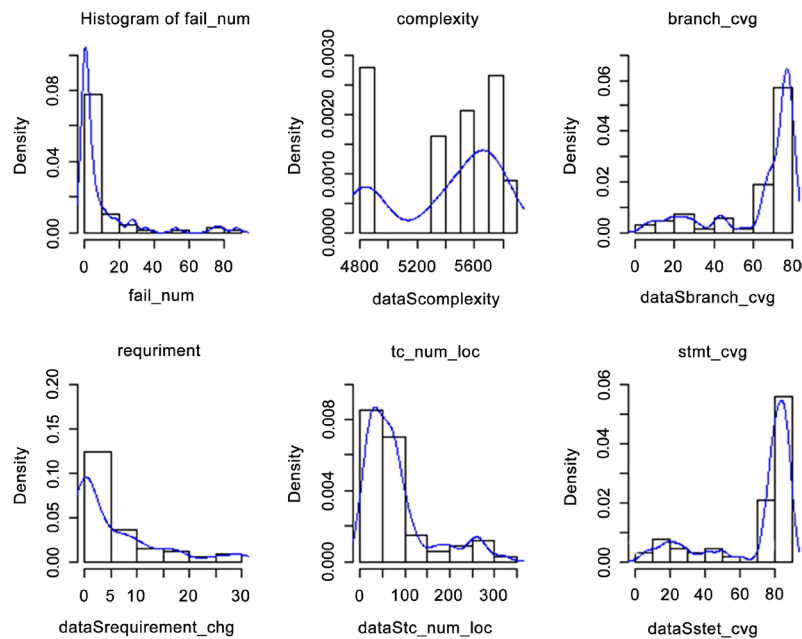 Histogram of fail_num
Density
0.00 0.04 0.08
0 20 40 60 80
fail_num
complexity
Density
0.0000 0.0010 0.0020 0.0030
4800 5200 5600
dataScomplexity
branch_cvg
Density
0.00 0.02 0.04 0.06
0 20 40 60 80
dataSbranch_cvg
requriment
Density
0.00 0.05 0.10 0.15 0.20
0 5 10 20 30
dataSrequirement_chg
tc_num_loc
Density
0.000 0.004 0.008
0 100 200 300
dataStc_num_loc
stmt_cvg
Density
0.00 0.02 0.04 0.06
0 20 40 60 80
dataSstet_cvg